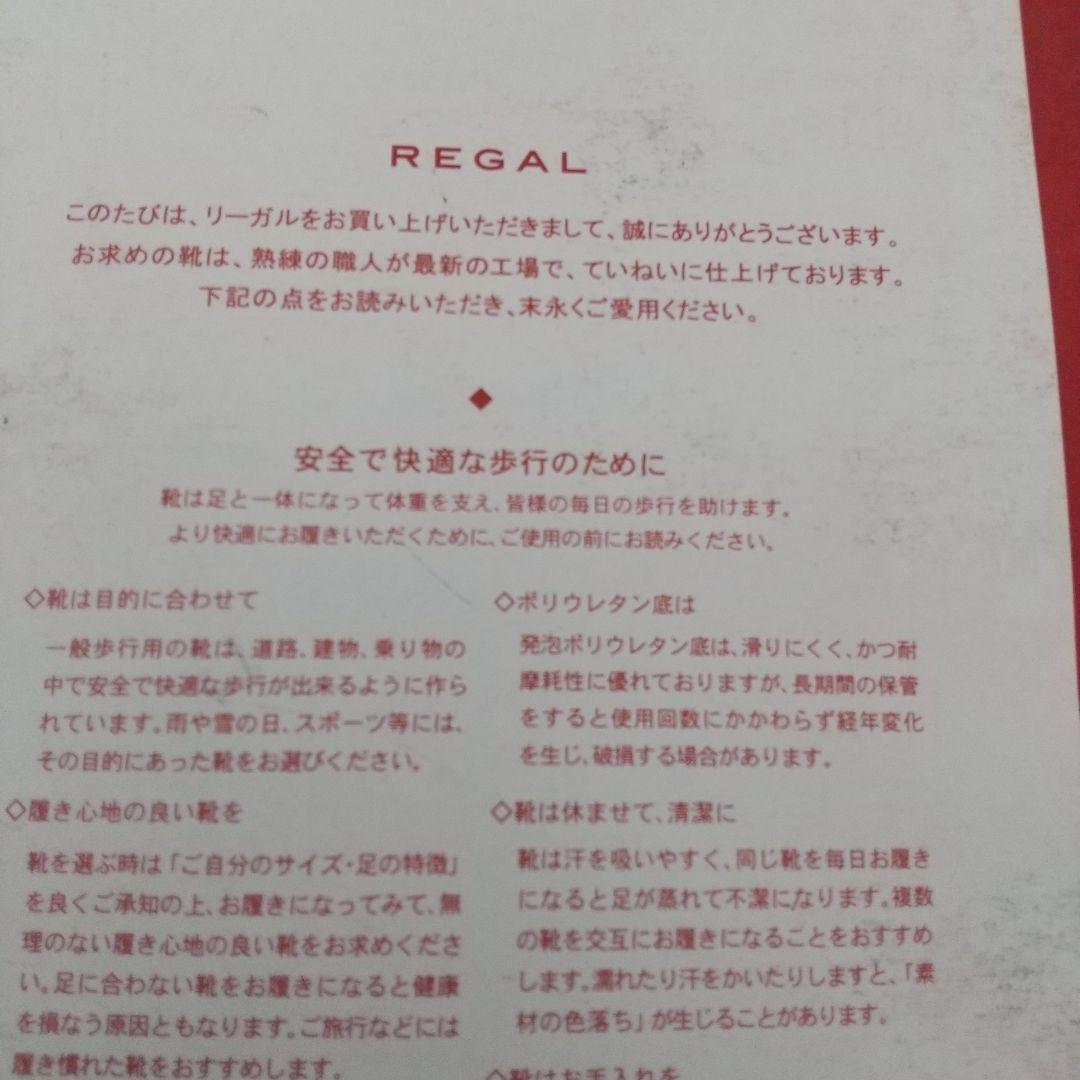 REGAL
このたびは、リーガルをお買い上げいただきまして、誠にありがとうございます。
お求めの靴は、熟練の職人が最新の工場で、ていねいに仕上げております。
下記の点をお読みいただき、末永くご愛用ください。
◆
安全で快適な歩行のために
靴は足と一体になって体重を支え、皆様の毎日の歩行を助けます。
より快適にお履きいただくために、ご使用の前にお読みください。
◇靴は目的に合わせて
一般歩行用の靴は、道路、建物、乗り物の
中で安全で快適な歩行が出来るように作ら
れています。雨や雪の日、スポーツ等には、
その目的にあった靴をお選びください。
◇履き心地の良い靴を
靴を選ぶ時は「ご自分のサイズ・足の特徴」
を良くご承知の上、お履きになってみて、無
理のない履き心地の良い靴をお求めくださ
い。足に合わない靴をお履きになると健康
を損なう原因ともなります。ご旅行などには
履き慣れた靴をおすすめします。
◇ポリウレタン底は
発泡ポリウレタン底は、滑りにくく、かつ耐
摩耗性に優れておりますが、長期間の保管
をすると使用回数にかかわらず経年変化
を生じ、破損する場合があります。
◇靴は休ませて、清潔に
靴は汗を吸いやすく、同じ靴を毎日お履き
になると足が蒸れて不潔になります。複数
の靴を交互にお履きになることをおすすめ
します。濡れたり汗をかいたりしますと、「素
材の色落ち」が生じることがあります。
◇靴はお手入れを